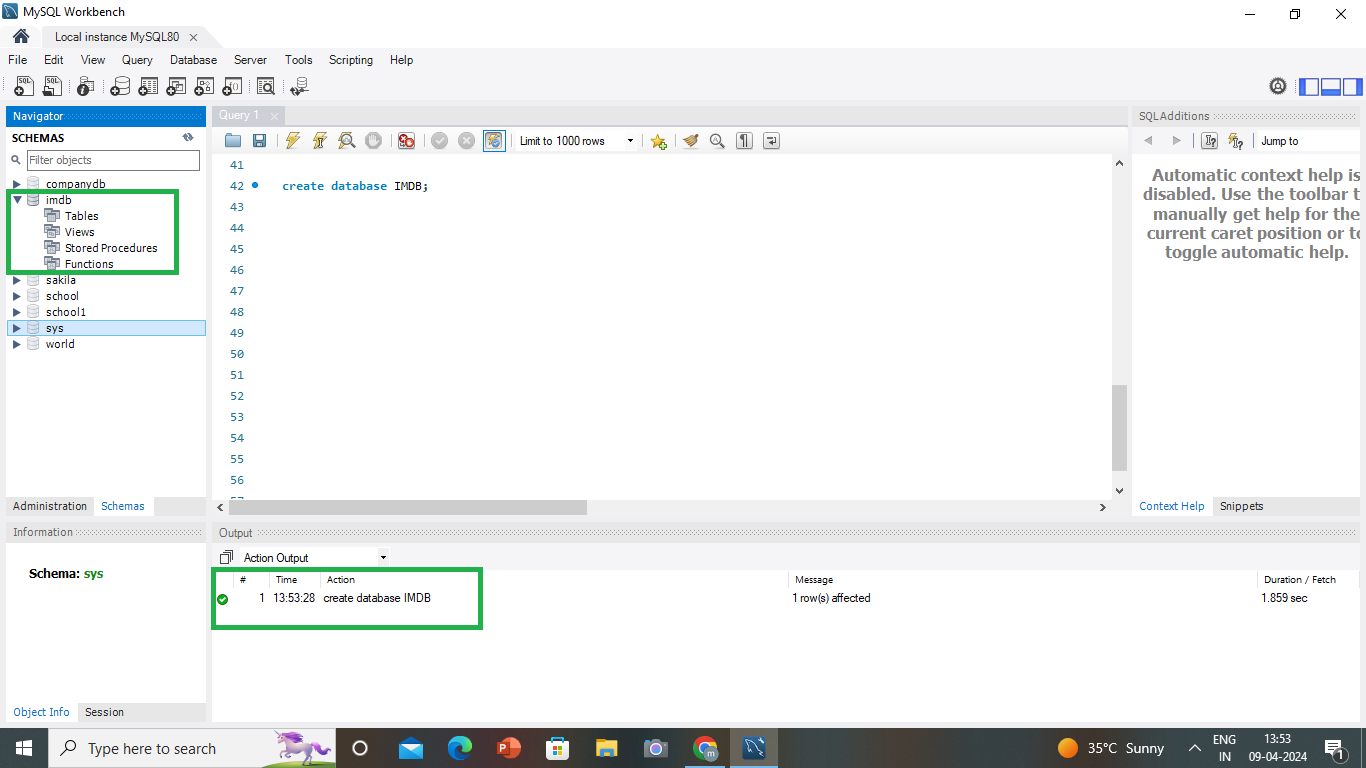 MySQL Workbench
Local instance MySQL80
File Edit View Query Database Server Tools Scripting Help
Navigator
SCHEMAS
Filter objects
companydb
imdb
Tables
Views
Stored Procedures
Functions
sakila
school
school1
sys
world
Administration Schemas
Information
Schema: sys
Object Info Session
Query 1
Limit to 1000 rows
41
42 create database IMDB;
43
44
45
46
47
48
49
50
51
52
53
54
55
56
SQLAdditions
Jump to
Automatic context help is
disabled. Use the toolbar t
manually get help for the
current caret position or to
toggle automatic help.
Context Help Snippets
Output
Action Output
# Time Action Message Duration / Fetch
1 13:53:28 create database IMDB 1 row(s) affected 1.859 sec
Type here to search
35°C Sunny
ENG
IN
13:53
09-04-2024
1